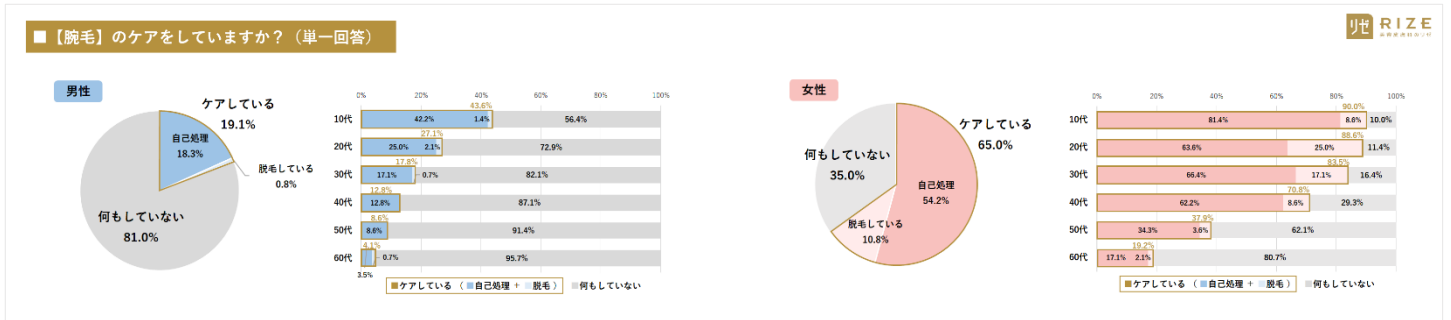 ■【腕毛】のケアをしていますか？（単一回答）
リゼ RIZE
男性
ケアしている
19.1%
自己処理
18.3%
脱毛している
0.8%
何もしていない
81.0%
0% 20% 40% 60% 80% 100%
43.6%
10代 42.2% 1.4% 56.4%
27.1%
20代 25.0% 2.1% 72.9%
17.8%
30代 17.1% 0.7% 82.1%
12.8%
40代 12.8% 87.1%
8.6%
50代 8.6% 91.4%
4.1%
60代 0.7% 95.7%
3.5%
■ケアしている （ ■自己処理 + ■脱毛 ） ■何もしていない
女性
ケアしている
65.0%
何もしていない
35.0%
自己処理
54.2%
脱毛している
10.8%
0% 20% 40% 60% 80% 100%
90.0%
10代 81.4% 8.6% 10.0%
88.6%
20代 63.6% 25.0% 11.4%
83.5%
30代 66.4% 17.1% 16.4%
70.8%
40代 62.2% 8.6% 29.3%
37.9%
50代 34.3% 3.6% 62.1%
19.2%
60代 17.1% 2.1% 80.7%
■ケアしている （ ■自己処理 + ■脱毛 ） ■何もしていない